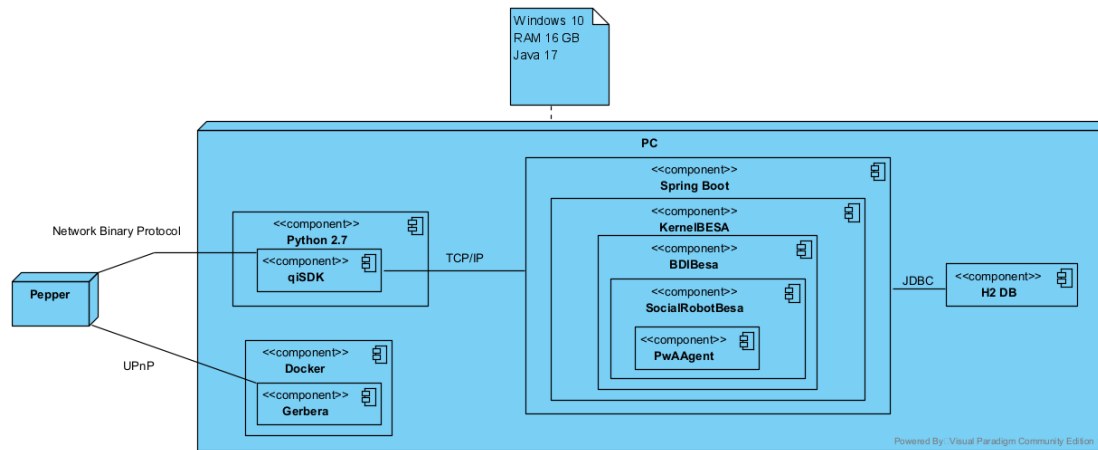 Windows 10
RAM 16 GB
Java 17
PC
<<component>>
Spring Boot
<<component>>
KernelBESA
<<component>>
Python 2.7
Network Binary Protocol
<<component>>
BDIBesa
<<component>>
qiSDK
TCP/IP
<<component>>
H2 DB
JDBC
Pepper
<<component>>
SocialRobotBesa
<<component>>
PwAAgent
<<component>>
Docker
UPnP
<<component>>
Gerbera
Powered By: Visual Paradigm Community Edition